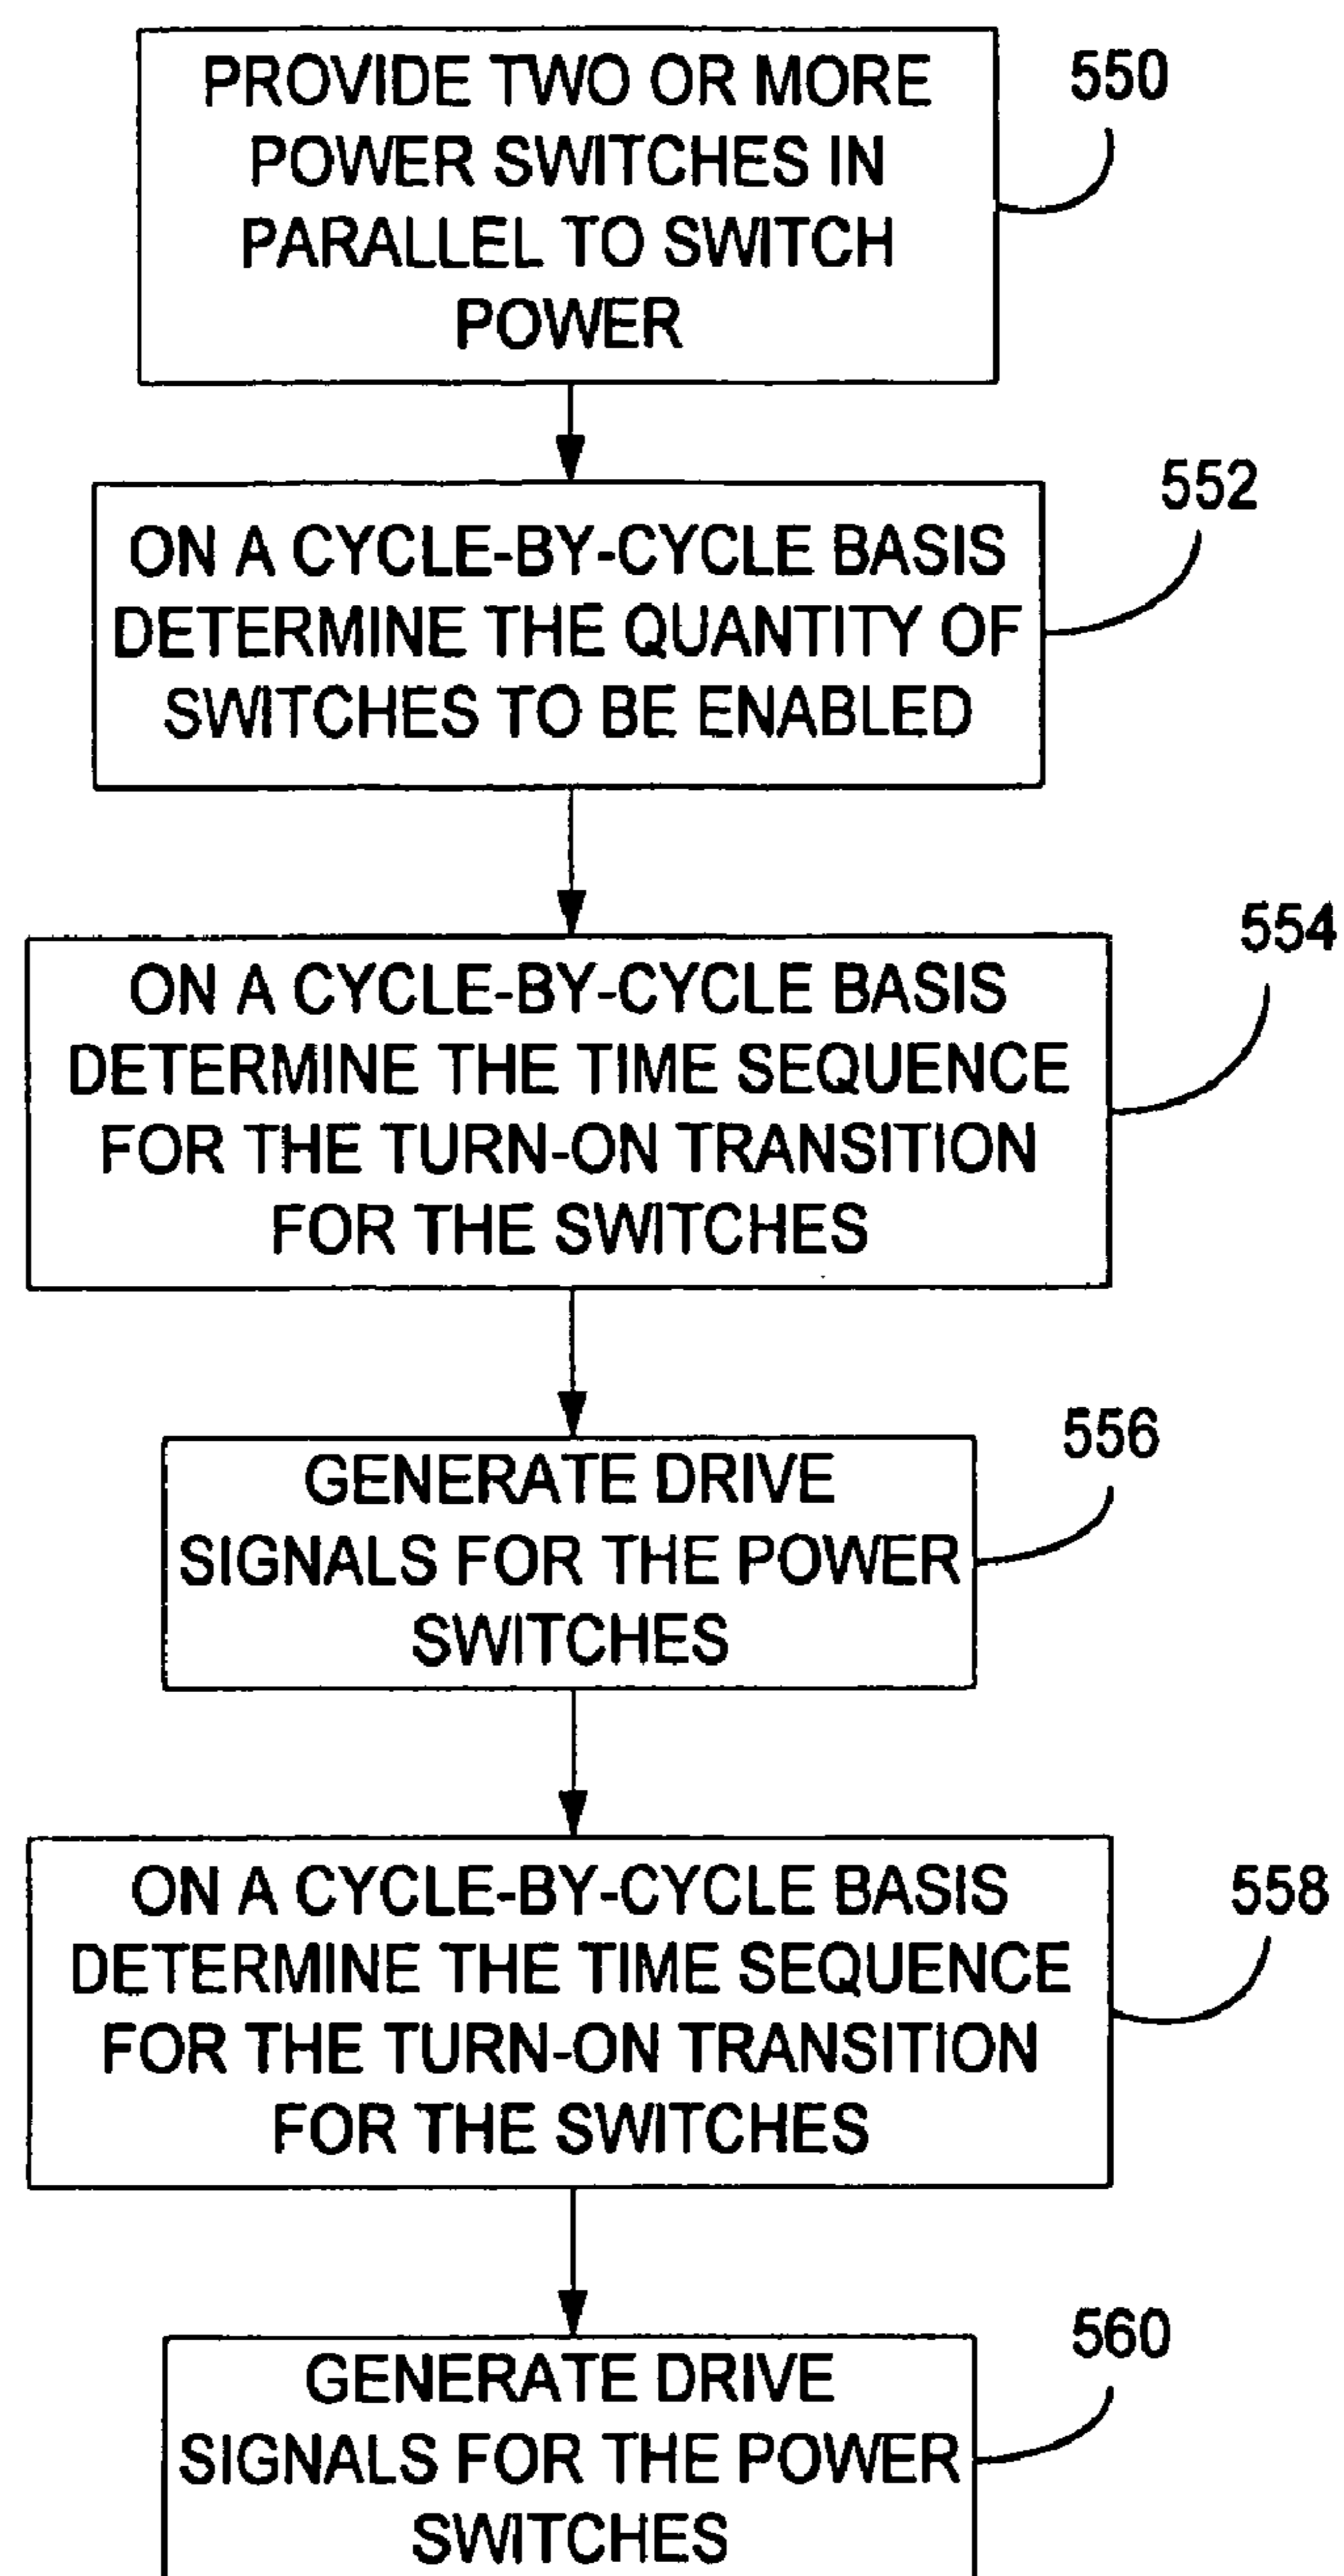 PROVIDE TWO OR MORE
POWER SWITCHES IN
PARALLEL TO SWITCH
POWER
550
ON A CYCLE-BY-CYCLE BASIS
DETERMINE THE QUANTITY OF
SWITCHES TO BE ENABLED
552
ON A CYCLE-BY-CYCLE BASIS
DETERMINE THE TIME SEQUENCE
FOR THE TURN-ON TRANSITION
FOR THE SWITCHES
554
GENERATE DRIVE
SIGNALS FOR THE POWER
SWITCHES
556
ON A CYCLE-BY-CYCLE BASIS
DETERMINE THE TIME SEQUENCE
FOR THE TURN-ON TRANSITION
FOR THE SWITCHES
558
GENERATE DRIVE
SIGNALS FOR THE POWER
SWITCHES
560